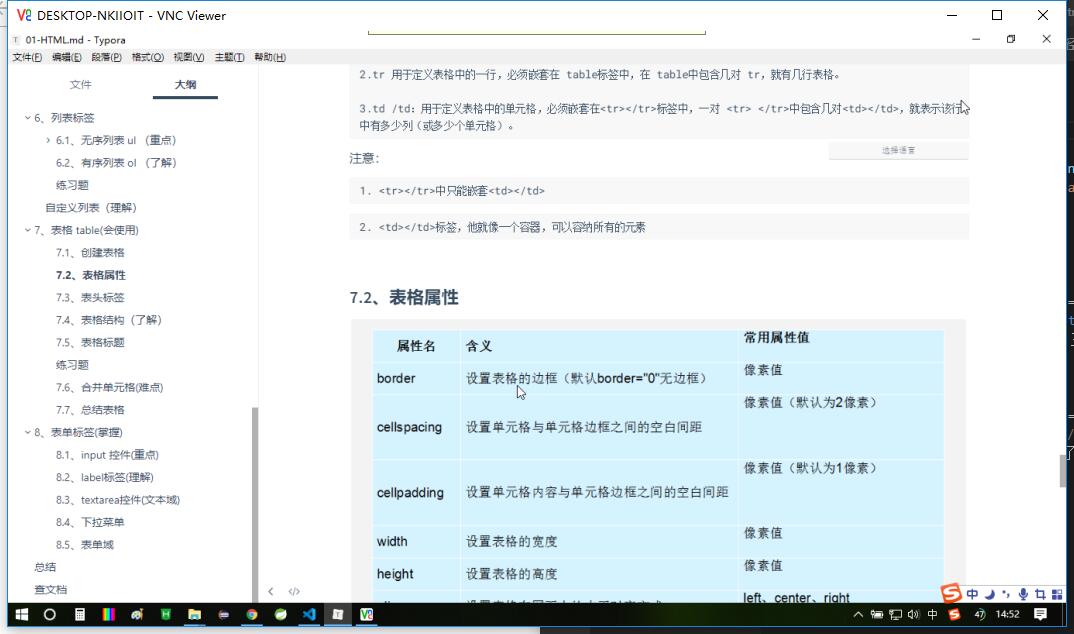 DESKTOP-NKIIOIT - VNC Viewer
01-HTML.md - Typora
文件(F) 编辑(E) 段落(P) 格式(O) 视图(V) 主题(T) 帮助(H)
文件 大纲
6、列表标签
6.1、无序列表 ul （重点）
6.2、有序列表 ol （了解）
练习题
自定义列表（理解）
7、表格 table(会使用)
7.1、创建表格
7.2、表格属性
7.3、表头标签
7.4、表格结构（了解）
7.5、表格标题
练习题
7.6、合并单元格(难点)
7.7、总结表格
8、表单标签(掌握)
8.1、input 控件(重点)
8.2、label标签(理解)
8.3、textarea控件(文本域)
8.4、下拉菜单
8.5、表单域
总结
查文档
2.tr 用于定义表格中的一行，必须嵌套在 table标签中，在 table中包含几对 tr，就有几行表格。
3.td /td：用于定义表格中的单元格，必须嵌套在<tr></tr>标签中，一对 <tr> </tr>中包含几对<td></td>，就表示该行
中有多少列（或多少个单元格）。
注意：
选择语言
1. <tr></tr>中只能嵌套<td></td>
2. <td></td>标签，他就像一个容器，可以容纳所有的元素
7.2、表格属性
属性名 含义 常用属性值
border 设置表格的边框（默认border="0"无边框） 像素值
cellspacing 设置单元格与单元格边框之间的空白间距 像素值（默认为2像素）
cellpadding 设置单元格内容与单元格边框之间的空白间距 像素值（默认为1像素）
width 设置表格的宽度 像素值
height 设置表格的高度 像素值
left、center、right
中
中 47 14:52